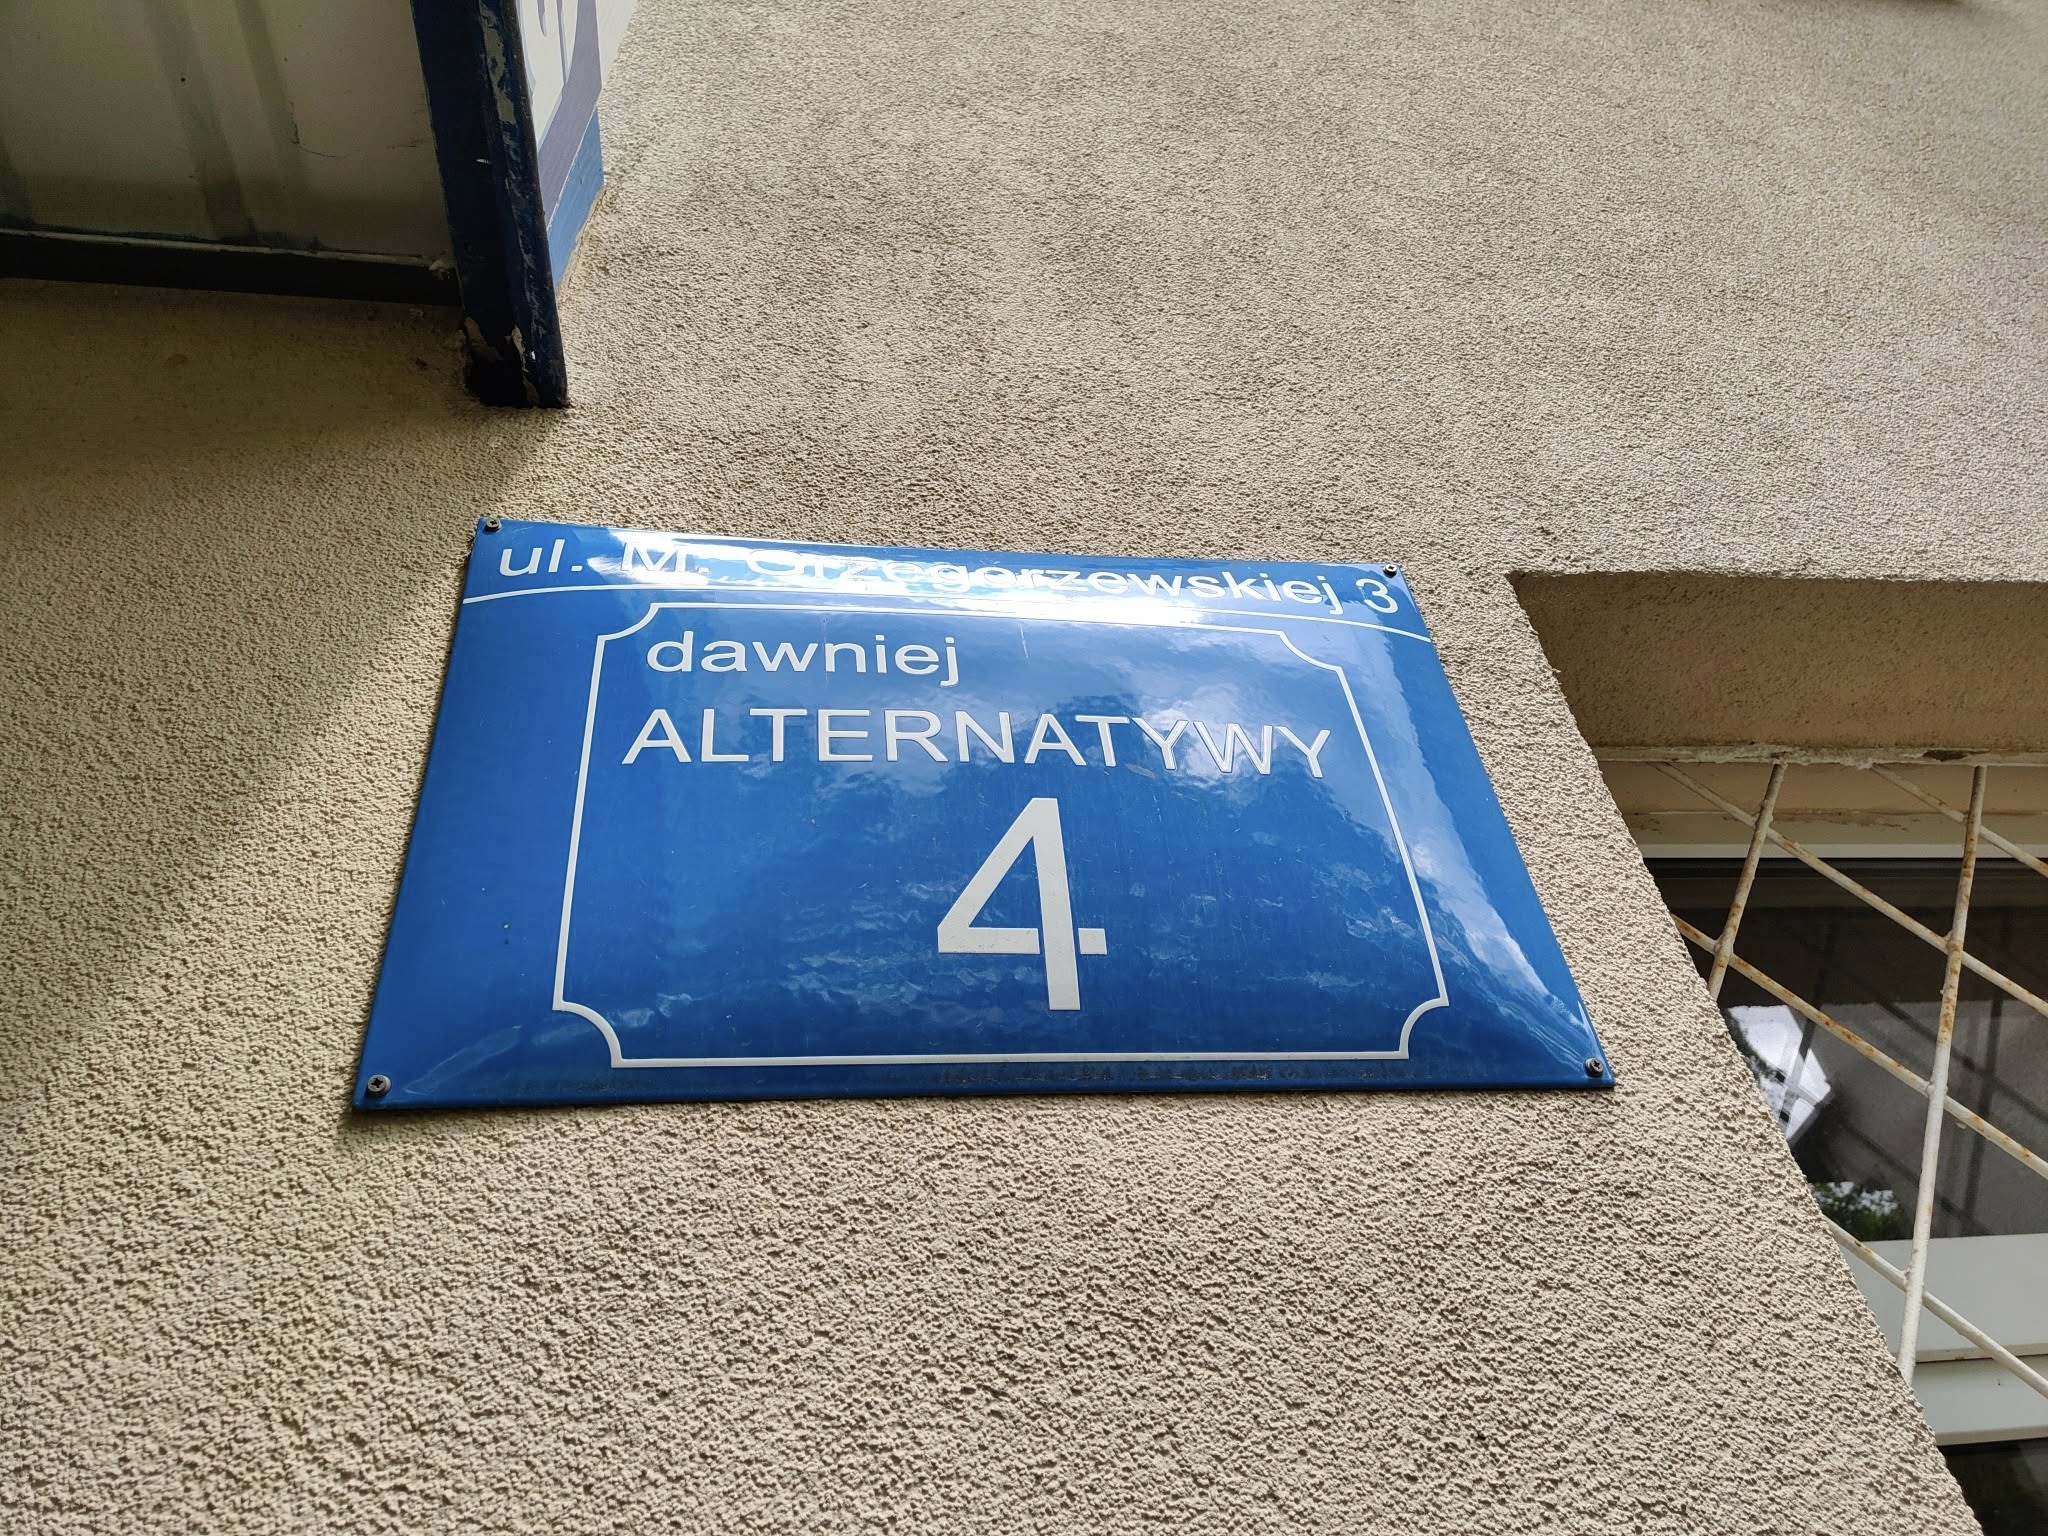 ul. M. Grzegorzewskiej 3
dawniej
ALTERNATYWY
4